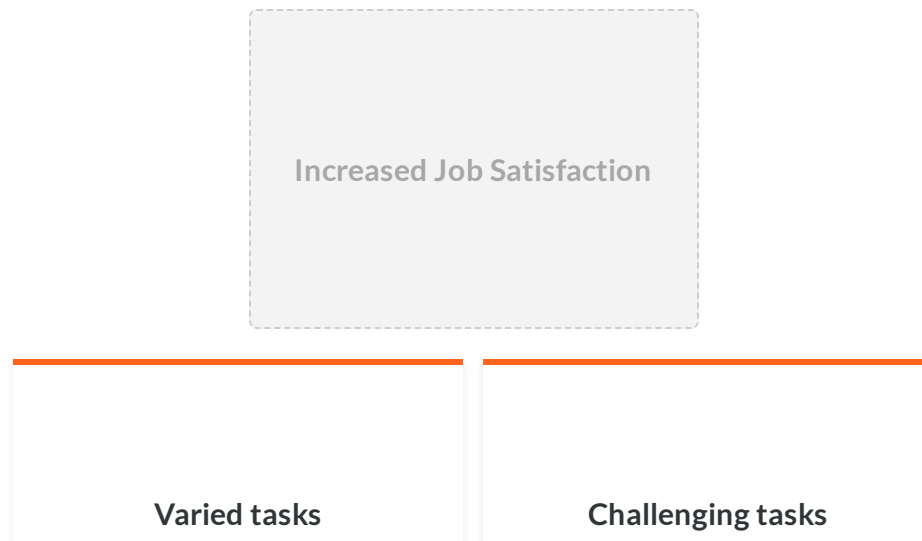 Increased Job Satisfaction
Varied tasks
Challenging tasks